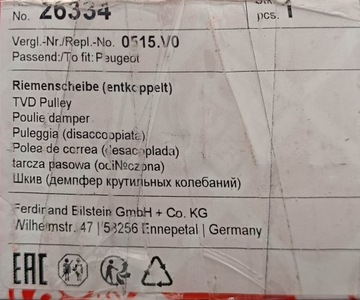 No. 26334
pcs. 1
Vergl.-Nr./Repl.-No. 0515.V0
Passend:/To fit: Peugeot
Riemenscheibe (entkoppelt)
TVD Pulley
Poulie damper
Puleggia (disaccoppiata)
Polea de correa (desacoplada)
tarcza pasowa (odłączona)
Шкив (демпфер крутильных колебаний)
Ferdinand Bilstein GmbH + Co. KG
Wilhelmstr. 47 | 58256 Ennepetal | Germany
EAC